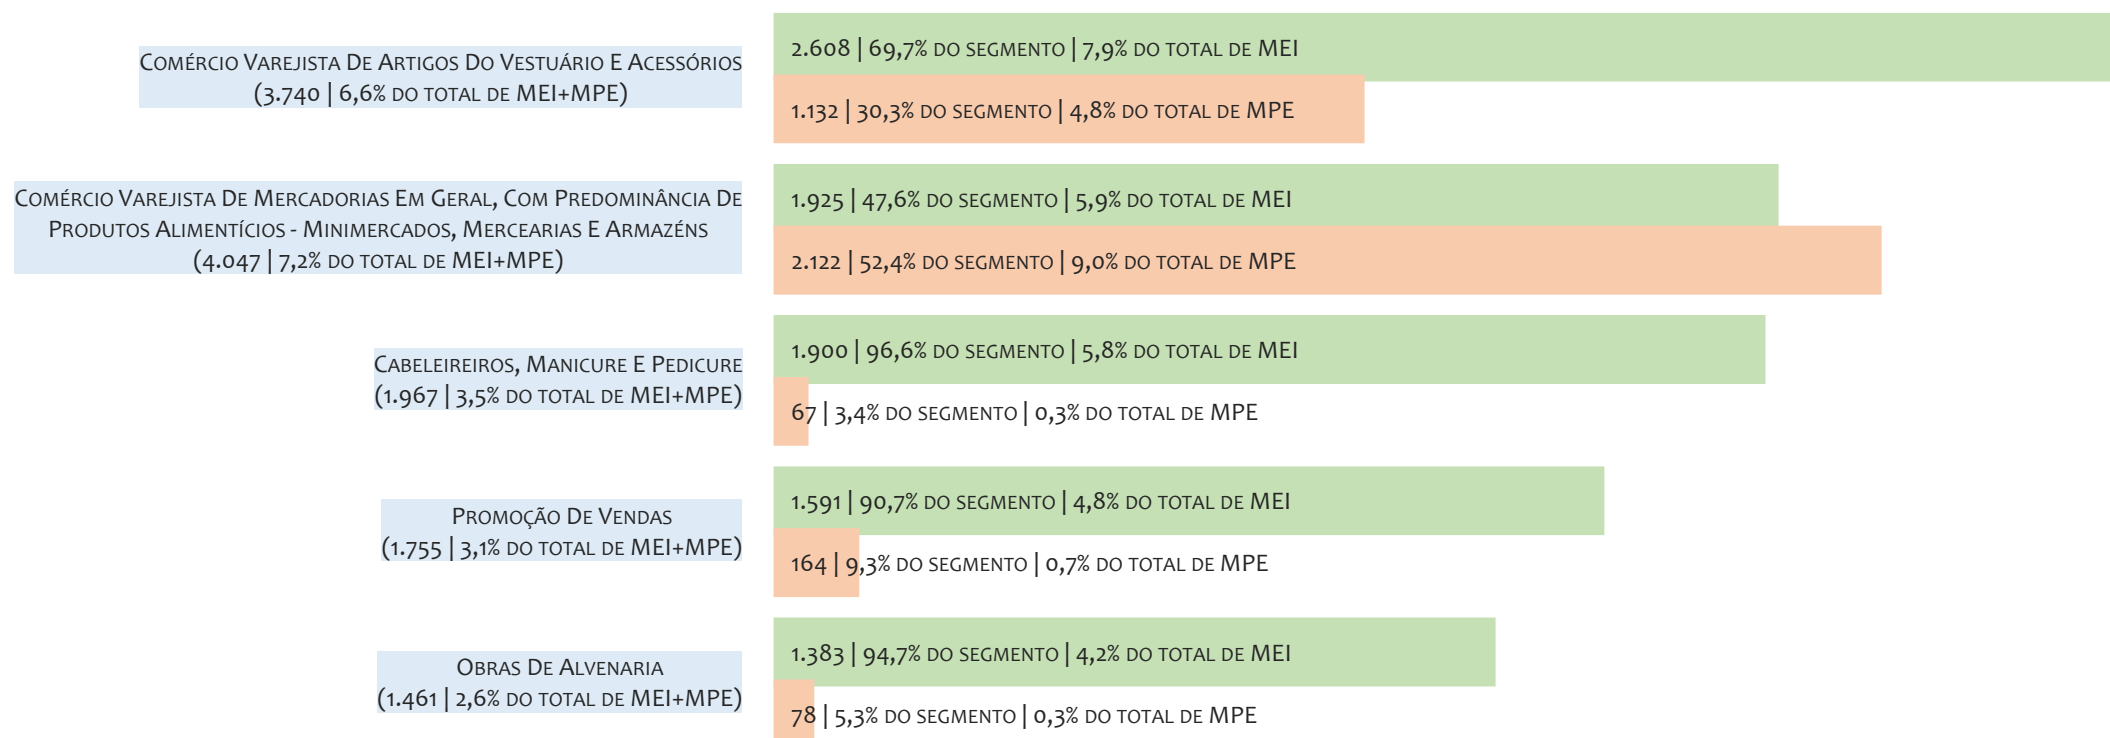 Comércio Varejista De Artigos Do Vestuário E Acessórios
(3.740 | 6,6% do total de MEI+MPE)
2.608 | 69,7% do segmento | 7,9% do total de MEI
1.132 | 30,3% do segmento | 4,8% do total de MPE
Comércio Varejista De Mercadorias Em Geral, Com Predominância De
Produtos Alimentícios - Minimercados, Mercearias E Armazéns
(4.047 | 7,2% do total de MEI+MPE)
1.925 | 47,6% do segmento | 5,9% do total de MEI
2.122 | 52,4% do segmento | 9,0% do total de MPE
Cabeleireiros, Manicure E Pedicure
(1.967 | 3,5% do total de MEI+MPE)
1.900 | 96,6% do segmento | 5,8% do total de MEI
67 | 3,4% do segmento | 0,3% do total de MPE
Promoção De Vendas
(1.755 | 3,1% do total de MEI+MPE)
1.591 | 90,7% do segmento | 4,8% do total de MEI
164 | 9,3% do segmento | 0,7% do total de MPE
Obras De Alvenaria
(1.461 | 2,6% do total de MEI+MPE)
1.383 | 94,7% do segmento | 4,2% do total de MEI
78 | 5,3% do segmento | 0,3% do total de MPE